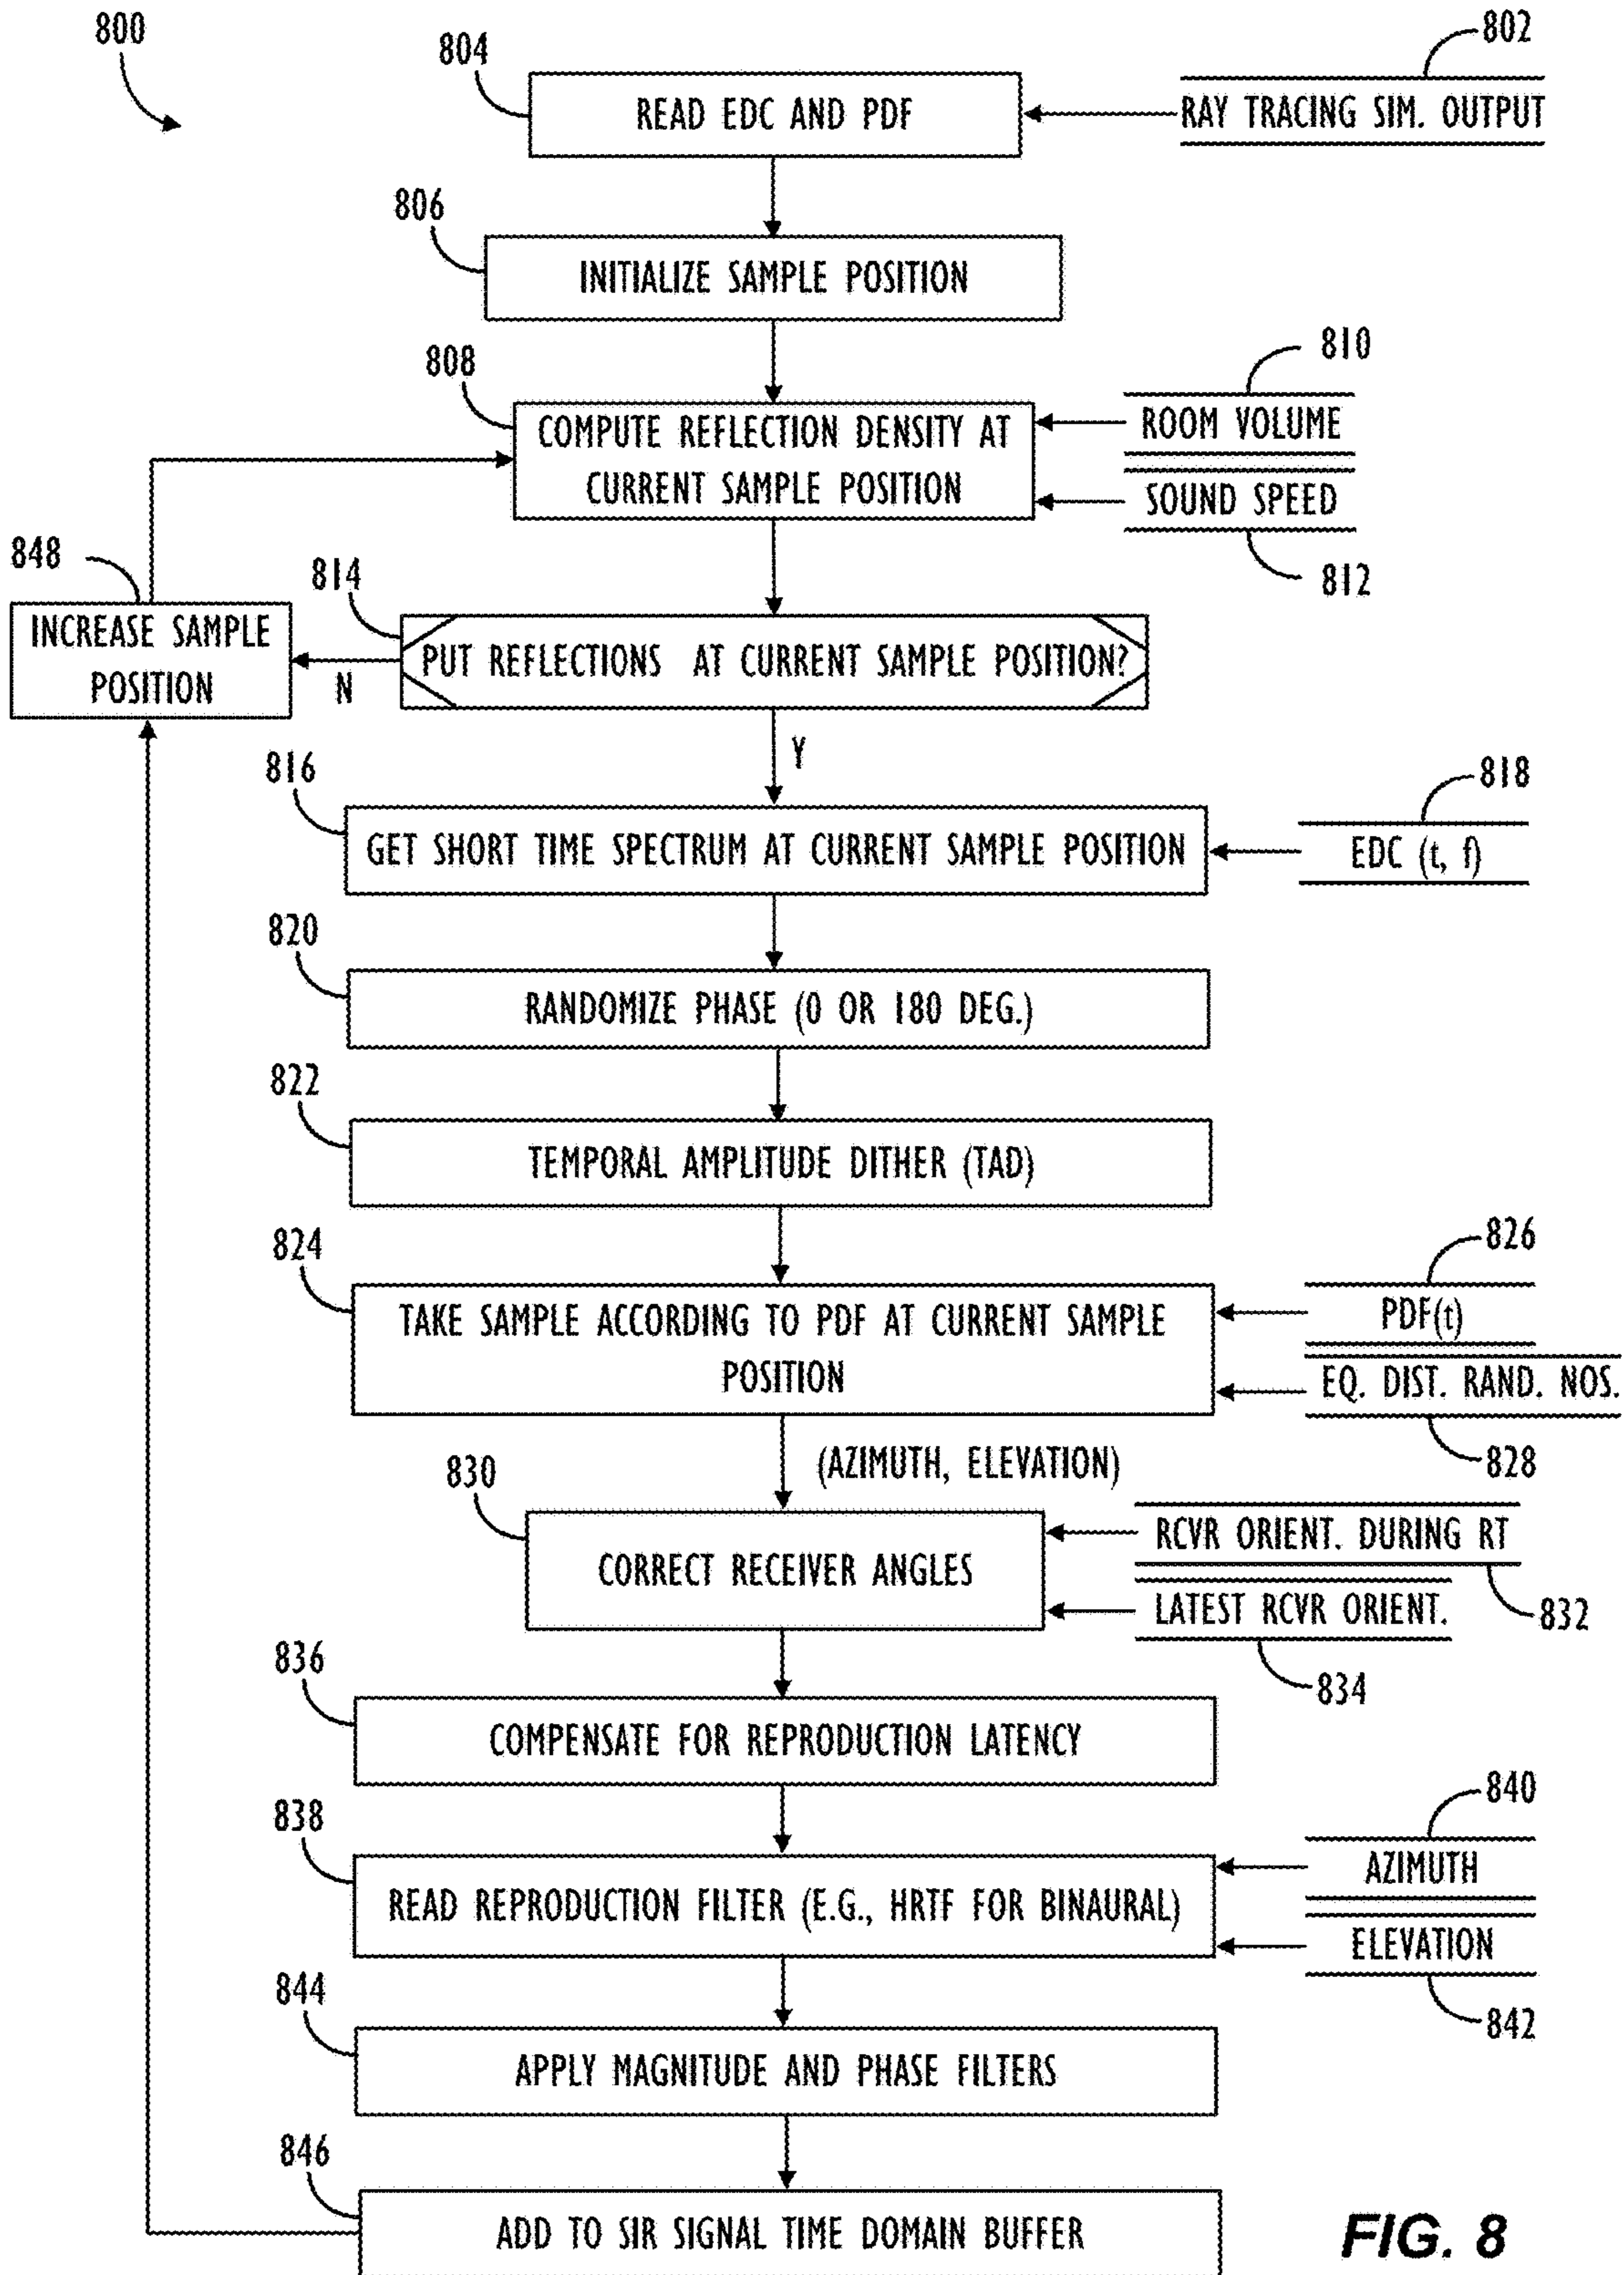 800
804
802
READ EDC AND PDF
RAY TRACING SIM. OUTPUT
806
INITIALIZE SAMPLE POSITION
808
810
COMPUTE REFLECTION DENSITY AT
CURRENT SAMPLE POSITION
ROOM VOLUME
SOUND SPEED
812
848
814
INCREASE SAMPLE
POSITION
N
PUT REFLECTIONS AT CURRENT SAMPLE POSITION?
Y
816
818
GET SHORT TIME SPECTRUM AT CURRENT SAMPLE POSITION
EDC (t, f)
820
RANDOMIZE PHASE (0 OR 180 DEG.)
822
TEMPORAL AMPLITUDE DITHER (TAD)
824
826
TAKE SAMPLE ACCORDING TO PDF AT CURRENT SAMPLE
POSITION
PDF(t)
EQ. DIST. RAND. NOS.
828
(AZIMUTH, ELEVATION)
830
CORRECT RECEIVER ANGLES
RCVR ORIENT. DURING RT
832
LATEST RCVR ORIENT.
834
836
COMPENSATE FOR REPRODUCTION LATENCY
838
840
READ REPRODUCTION FILTER (E.G., HRTF FOR BINAURAL)
AZIMUTH
ELEVATION
842
844
APPLY MAGNITUDE AND PHASE FILTERS
846
ADD TO SIR SIGNAL TIME DOMAIN BUFFER
FIG. 8